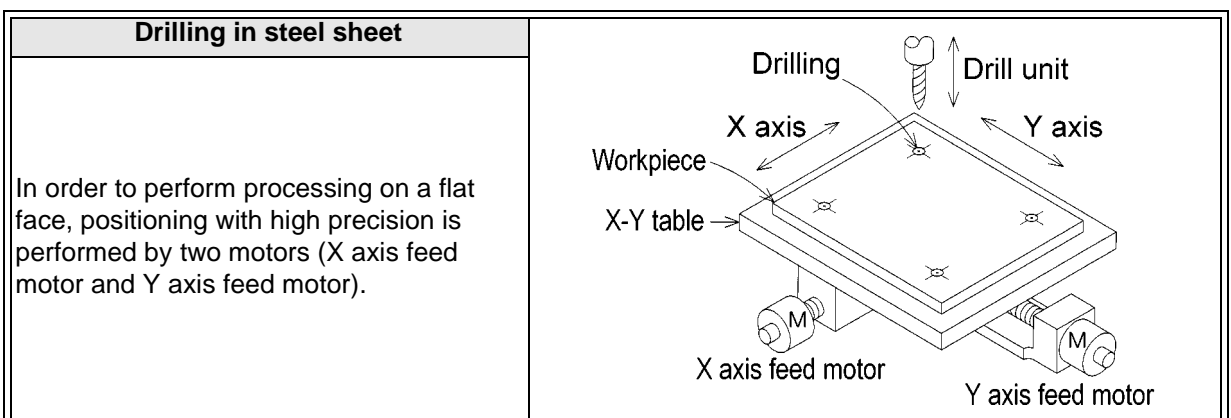 Drilling in steel sheet
In order to perform processing on a flat
face, positioning with high precision is
performed by two motors (X axis feed
motor and Y axis feed motor).
Drilling
Drill unit
X axis
Y axis
Workpiece
X-Y table
M
M
X axis feed motor
Y axis feed motor